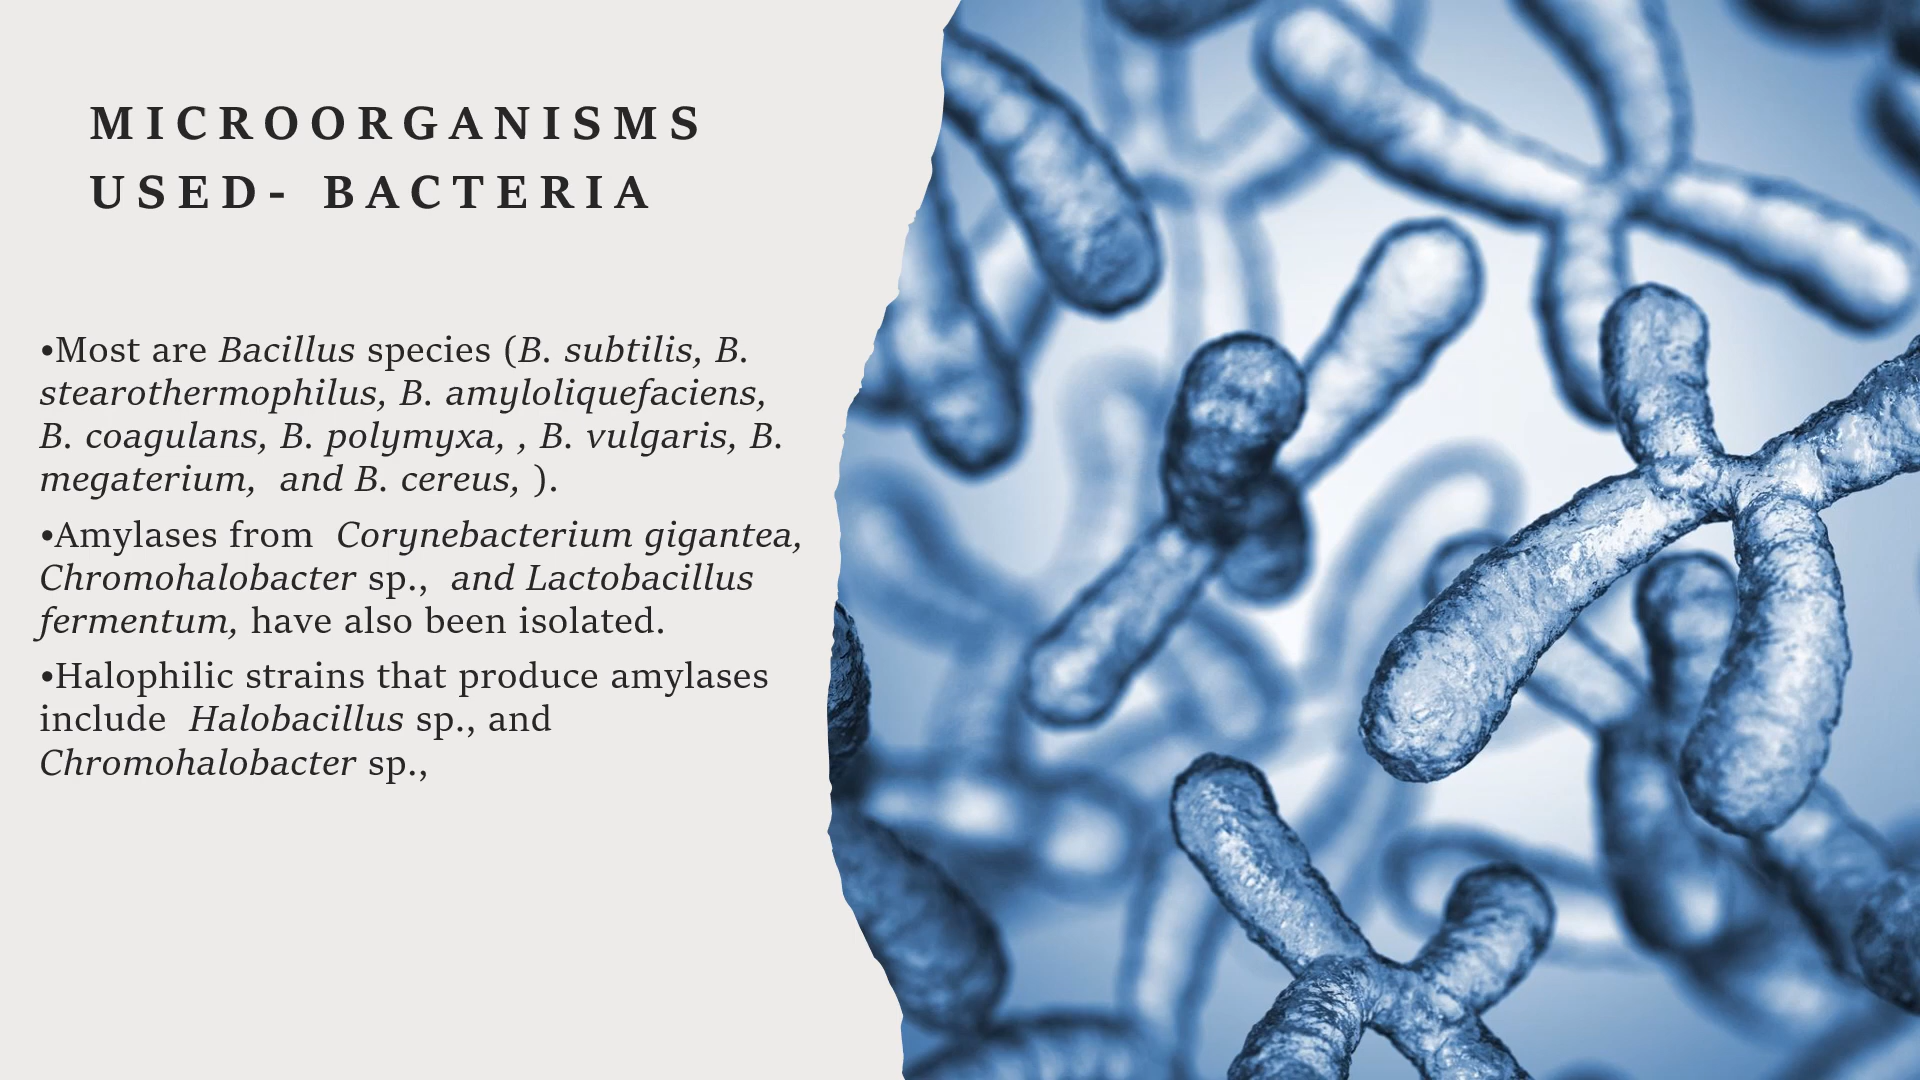 MICROORGANISMS
USED- BACTERIA
•Most are Bacillus species (B. subtilis, B.
stearothermophilus, B. amyloliquefaciens,
B. coagulans, B. polymyxa, , B. vulgaris, B.
megaterium,  and B. cereus, ).
•Amylases from  Corynebacterium gigantea,
Chromohalobacter sp.,  and Lactobacillus
fermentum, have also been isolated.
•Halophilic strains that produce amylases
include  Halobacillus sp., and
Chromohalobacter sp.,